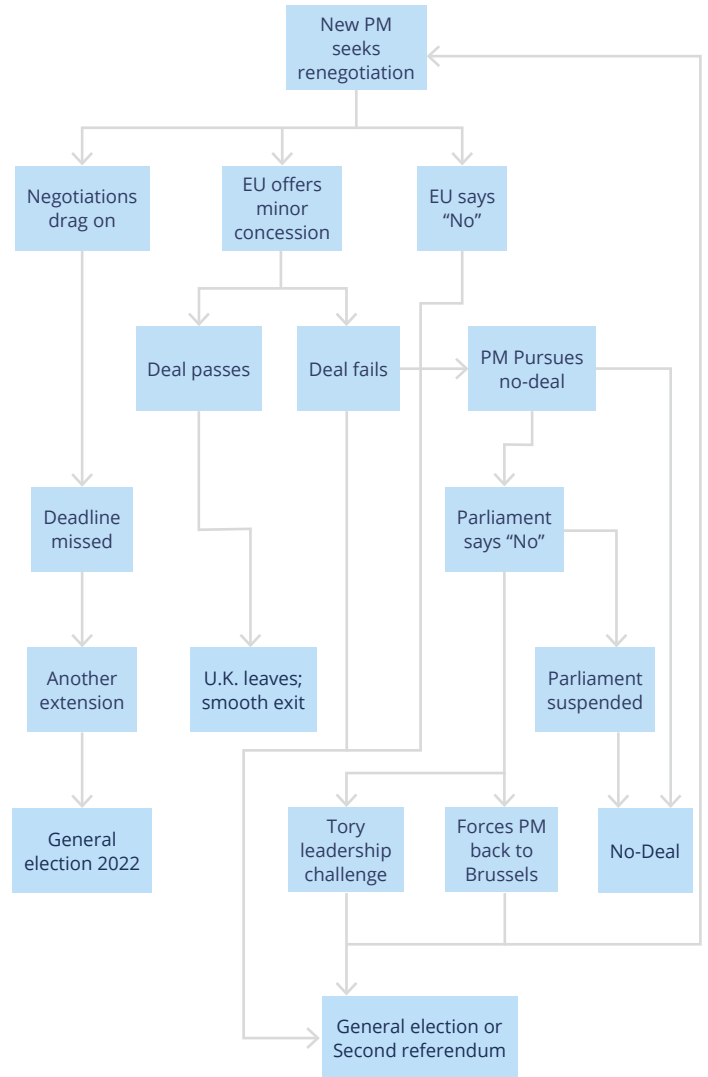 New PM
seeks
renegotiation
Negotiations
drag on
EU offers
minor
concession
EU says
“No”
Deal passes
Deal fails
PM Pursues
no-deal
Deadline
missed
Parliament
says “No”
Another
extension
U.K. leaves;
smooth exit
Parliament
suspended
General
election 2022
Tory
leadership
challenge
Forces PM
back to
Brussels
No-Deal
General election or
Second referendum